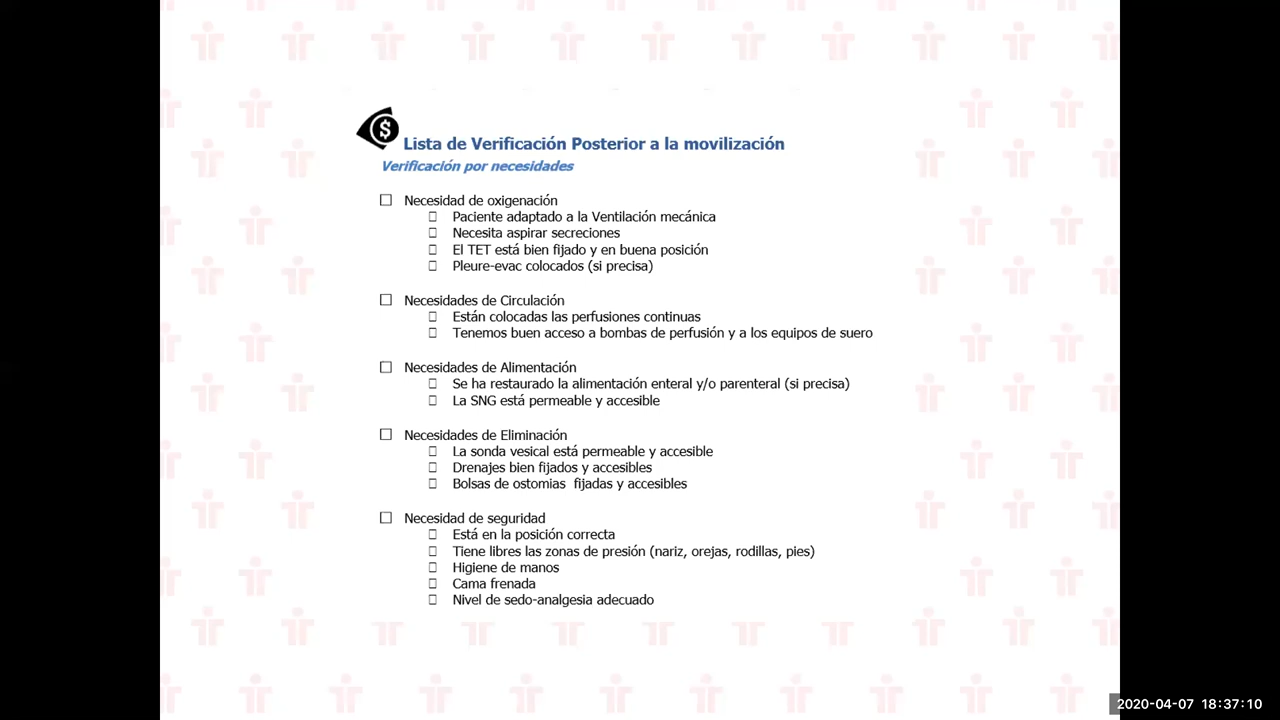 $
Lista de Verificación Posterior a la movilización
Verificación por necesidades
Necesidad de oxigenación
Paciente adaptado a la Ventilación mecánica
Necesita aspirar secreciones
El TET está bien fijado y en buena posición
Pleure-evac colocados (si precisa)
Necesidades de Circulación
Están colocadas las perfusiones continuas
Tenemos buen acceso a bombas de perfusión y a los equipos de suero
Necesidades de Alimentación
Se ha restaurado la alimentación enteral y/o parenteral (si precisa)
La SNG está permeable y accesible
Necesidades de Eliminación
La sonda vesical está permeable y accesible
Drenajes bien fijados y accesibles
Bolsas de ostomias fijadas y accesibles
Necesidad de seguridad
Está en la posición correcta
Tiene libres las zonas de presión (nariz, orejas, rodillas, pies)
Higiene de manos
Cama frenada
Nivel de sedo-analgesia adecuado
2020-04-07 18:37:10